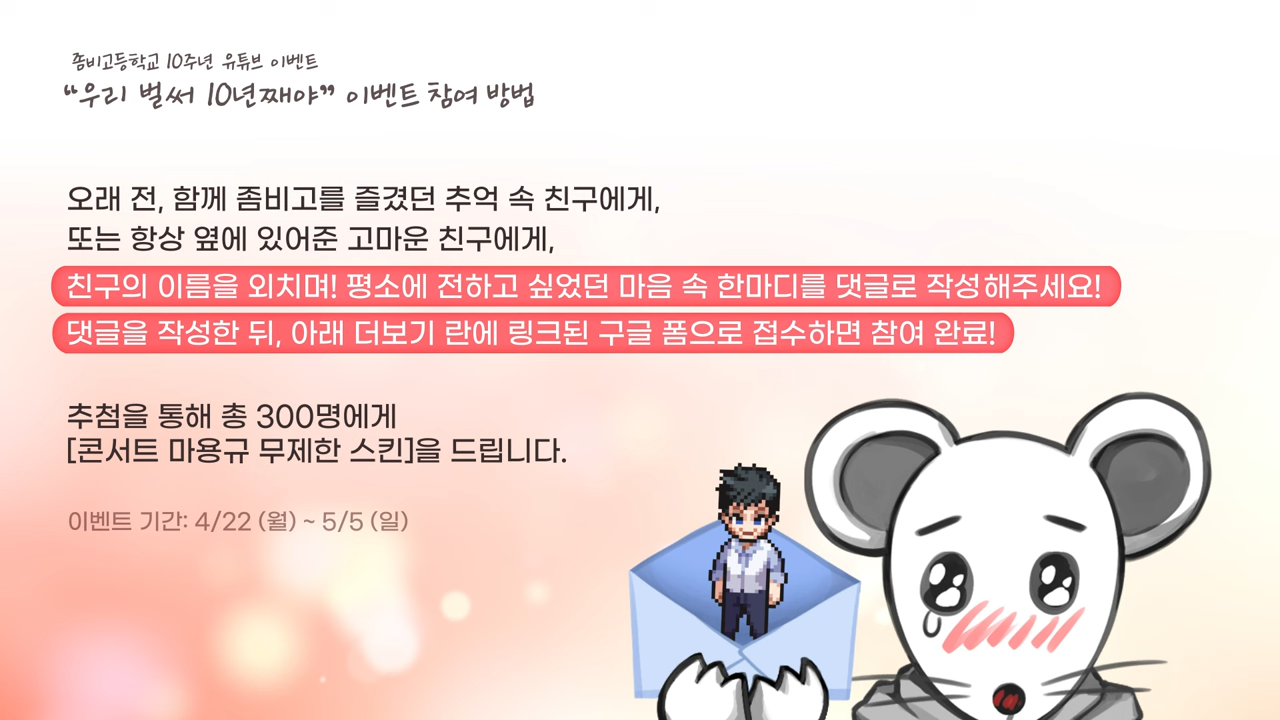 좀비고등학교 10주년 유튜브 이벤트
“우리 벌써 10년째야” 이벤트 참여 방법
오래 전, 함께 좀비고를 즐겼던 추억 속 친구에게,
또는 항상 옆에 있어준 고마운 친구에게,
친구의 이름을 외치며! 평소에 전하고 싶었던 마음 속 한마디를 댓글로 작성해주세요!
댓글을 작성한 뒤, 아래 더보기 란에 링크된 구글 폼으로 접수하면 참여 완료!
추첨을 통해 총 300명에게
[콘서트 마용규 무제한 스킨]을 드립니다.
이벤트 기간: 4/22 (월) ~ 5/5 (일)